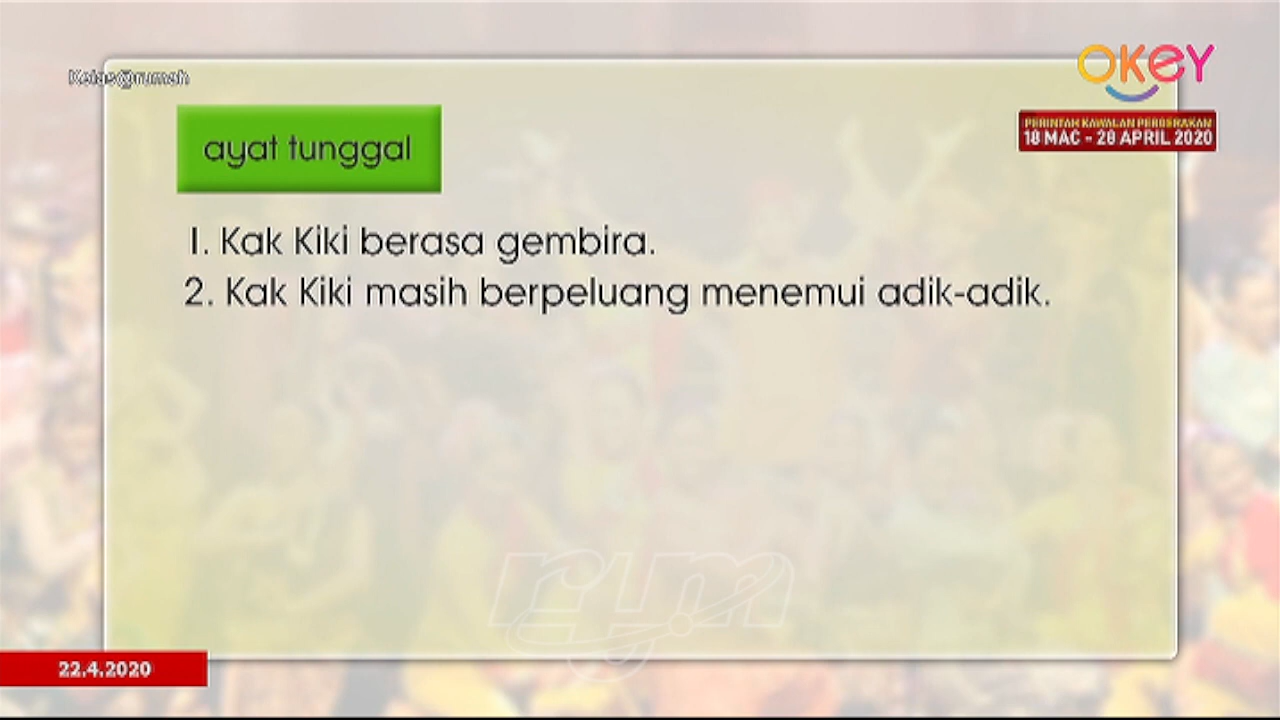 Kelas@rumah
OKEY
PERINTAH KAWALAN PERGERAKAN
18 MAC - 28 APRIL 2020
ayat tunggal
1. Kak Kiki berasa gembira.
2. Kak Kiki masih berpeluang menemui adik-adik.
rtm
22.4.2020